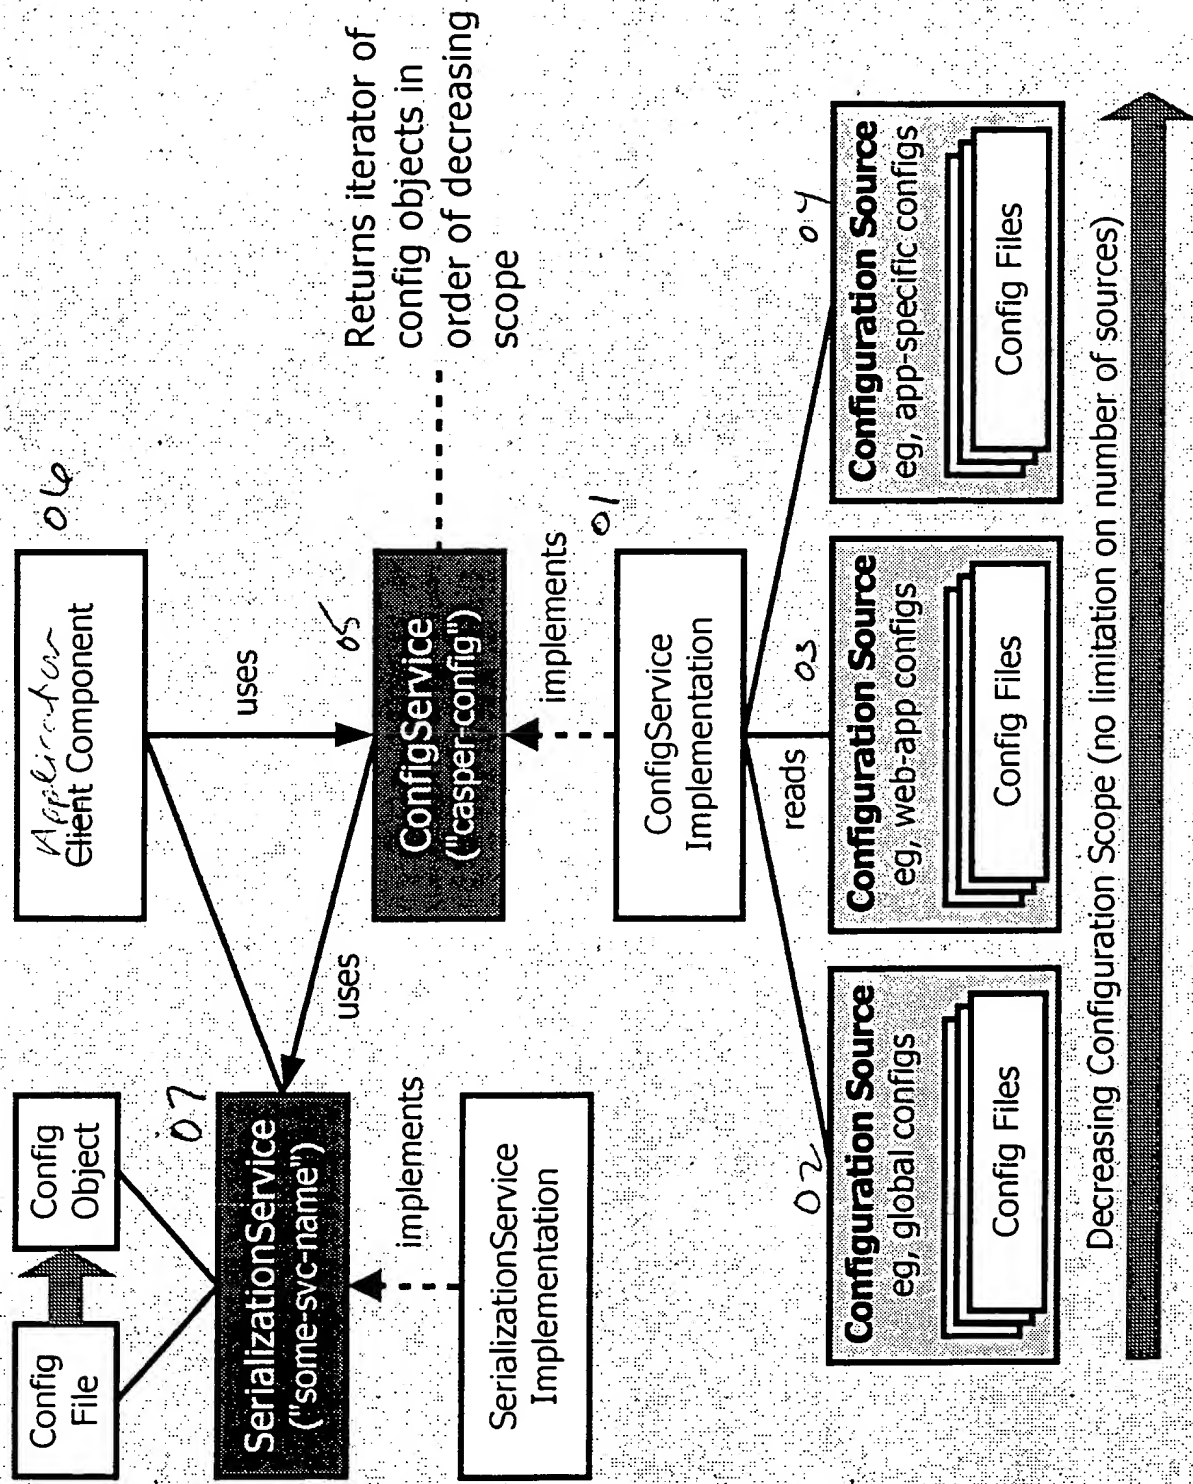 Config
File
Config
Object
07
SerializationService
("some-svc-name")
implements
SerializationService
Implementation
Application
Client Component
06
uses
uses
05
ConfigService
("casper-config")
Returns iterator of
config objects in
order of decreasing
scope
implements
01
ConfigService
Implementation
reads
02
Configuration Source
eg, global configs
Config Files
03
Configuration Source
eg, web-app configs
Config Files
04
Configuration Source
eg, app-specific configs
Config Files
Decreasing Configuration Scope (no limitation on number of sources)